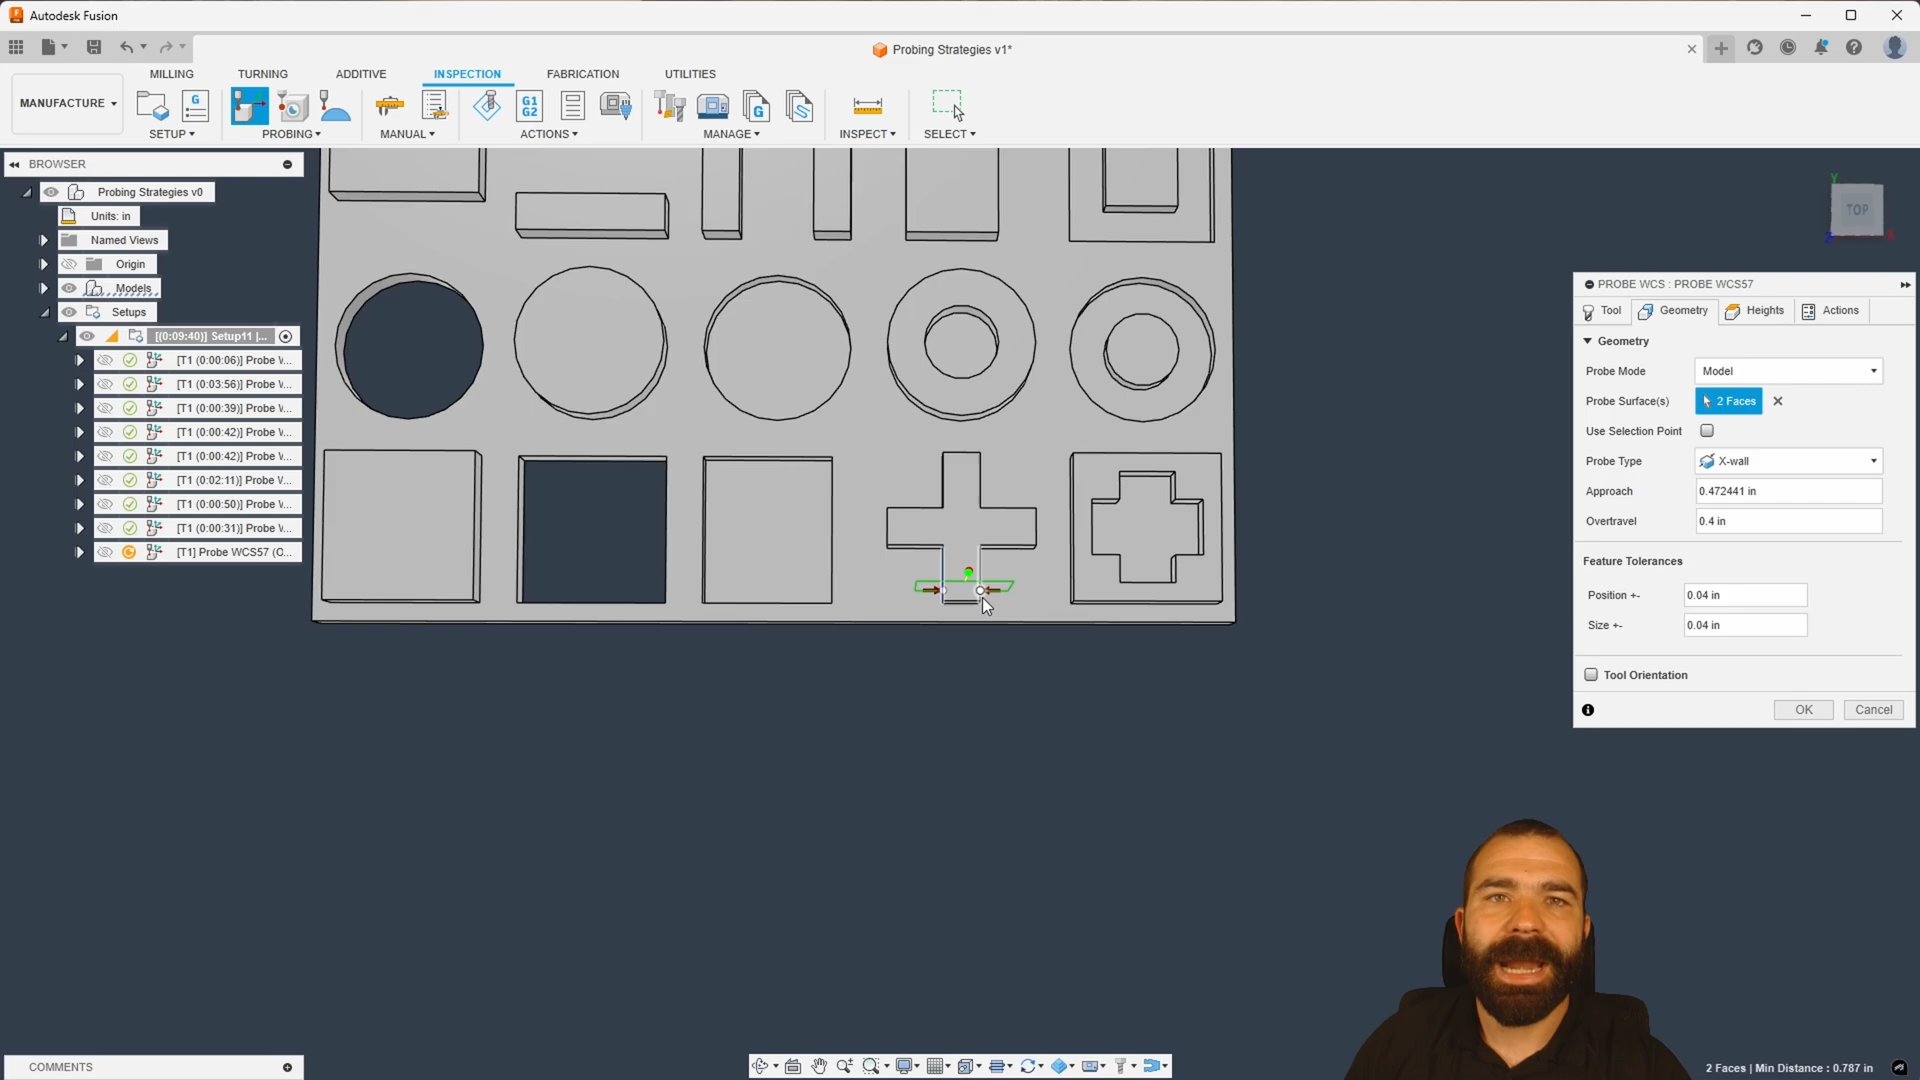 Autodesk Fusion
Probing Strategies v1*
MILLING
TURNING
ADDITIVE
INSPECTION
FABRICATION
UTILITIES
MANUFACTURE
SETUP
PROBING
MANUAL
ACTIONS
MANAGE
INSPECT
SELECT
G
G1
G2
G
BROWSER
Probing Strategies v0
Units: in
Named Views
Origin
Models
Setups
[(0:09:40)] Setup11 |...
[T1 (0:00:06)] Probe V...
[T1 (0:03:56)] Probe V...
[T1 (0:00:39)] Probe V...
[T1 (0:00:42)] Probe V...
[T1 (0:00:42)] Probe V...
[T1 (0:02:11)] Probe V...
[T1 (0:00:50)] Probe V...
[T1 (0:00:31)] Probe V...
[T1] Probe WCS57 (O...
Y
TOP
Z
X
PROBE WCS : PROBE WCS57
Tool
Geometry
Heights
Actions
Geometry
Probe Mode
Model
Probe Surface(s)
2 Faces
Use Selection Point
Probe Type
X-wall
Approach
0.472441 in
Overtravel
0.4 in
Feature Tolerances
Position +-
0.04 in
Size +-
0.04 in
Tool Orientation
OK
Cancel
COMMENTS
2 Faces | Min Distance : 0.787 in